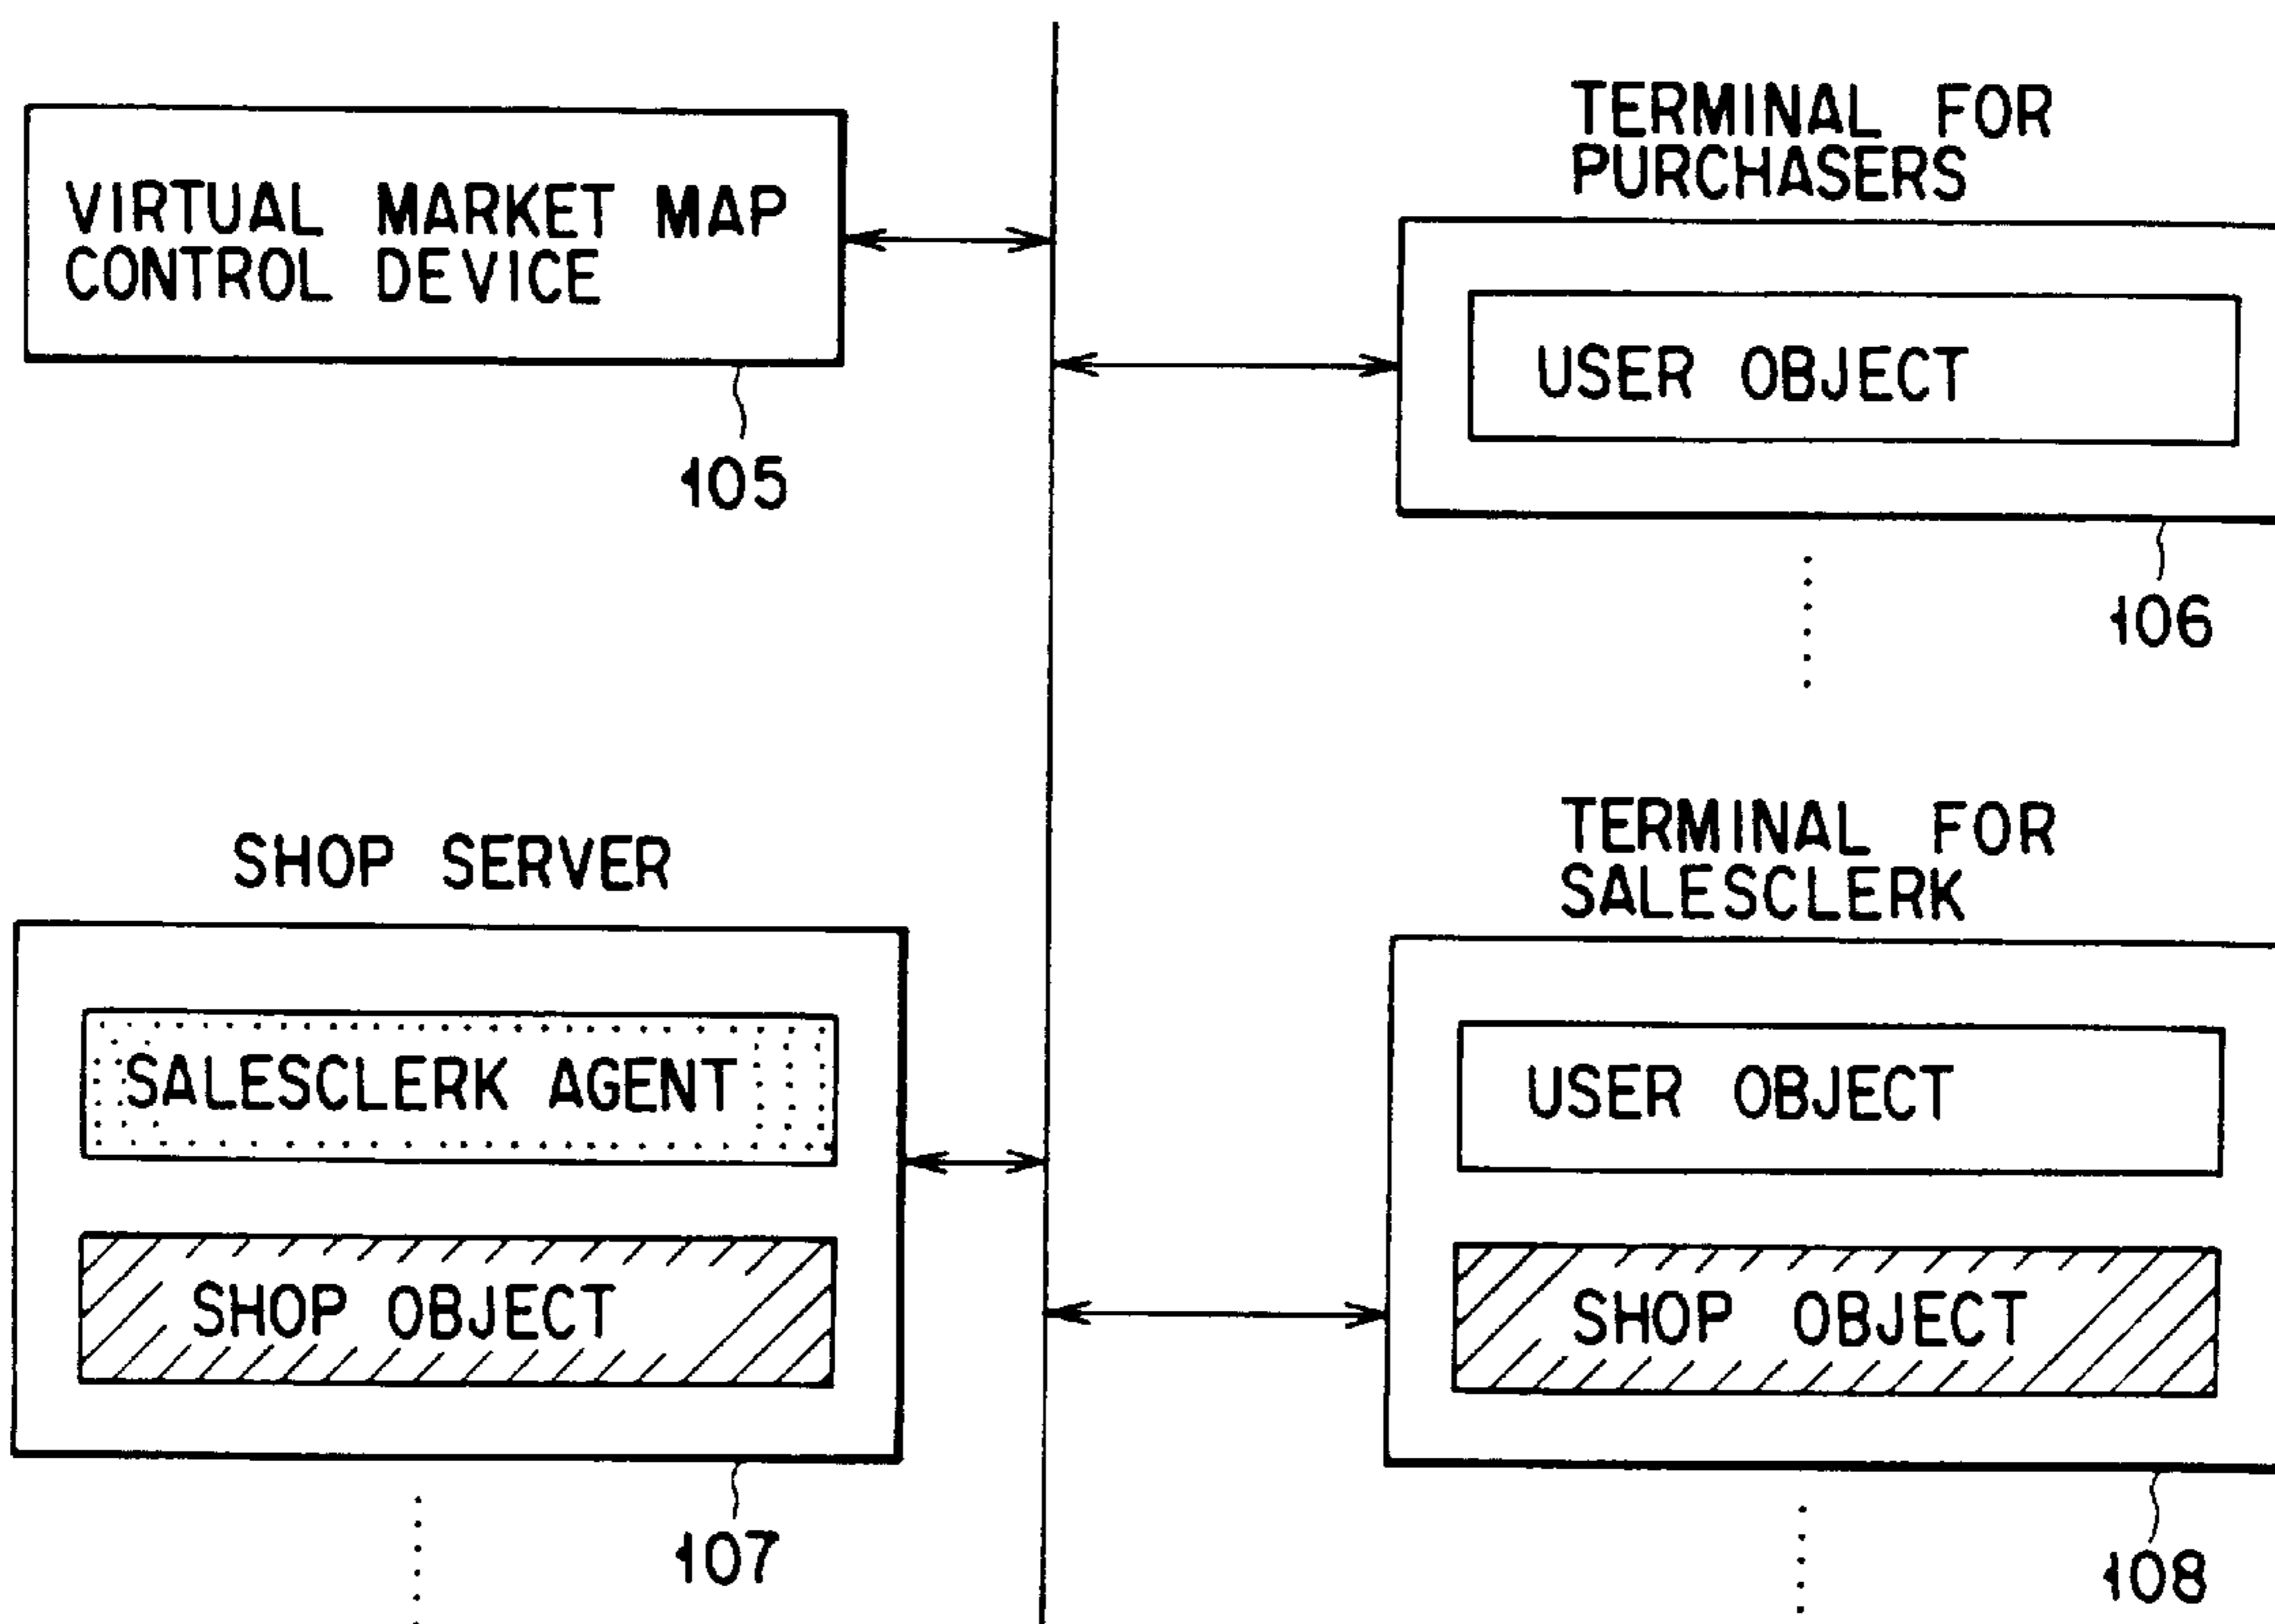 VIRTUAL MARKET MAP
CONTROL DEVICE
105
TERMINAL FOR
PURCHASERS
USER OBJECT
106
SHOP SERVER
SALESCLERK AGENT
SHOP OBJECT
107
TERMINAL FOR
SALESCLERK
USER OBJECT
SHOP OBJECT
108